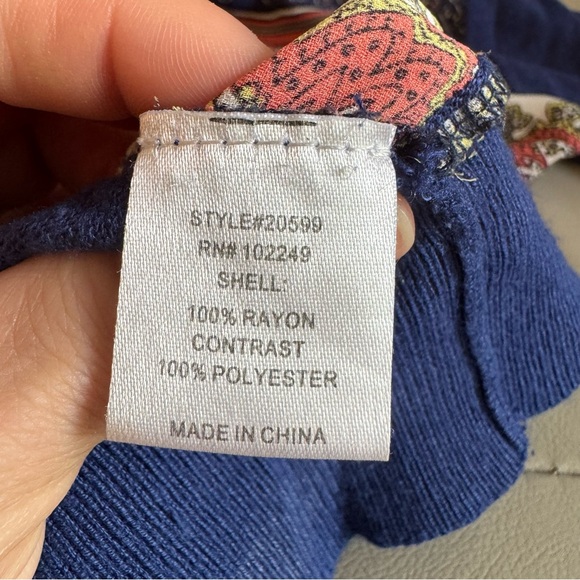 STYLE#20599
RN# 102249
SHELL:
100% RAYON
CONTRAST
100% POLYESTER
MADE IN CHINA